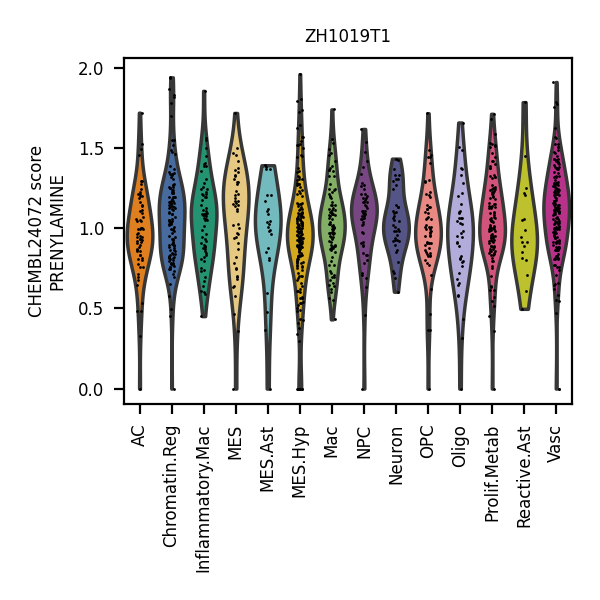 ZH1019T1
CHEMBL24072 score
PRENYLAMINE
2.0
1.5
1.0
0.5
0.0
AC
Chromatin.Reg
Inflammatory.Mac
MES
MES.Ast
MES.Hyp
Mac
NPC
Neuron
OPC
Oligo
Prolif.Metab
Reactive.Ast
Vasc